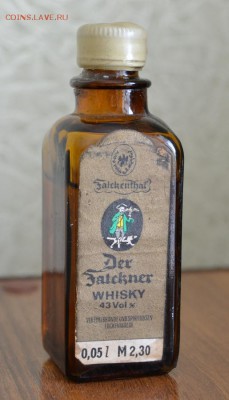 COINS.LAVE.RU
Falckenthal
Der
Falckner
WHISKY
43 Vol %
0,05 l M 2,30